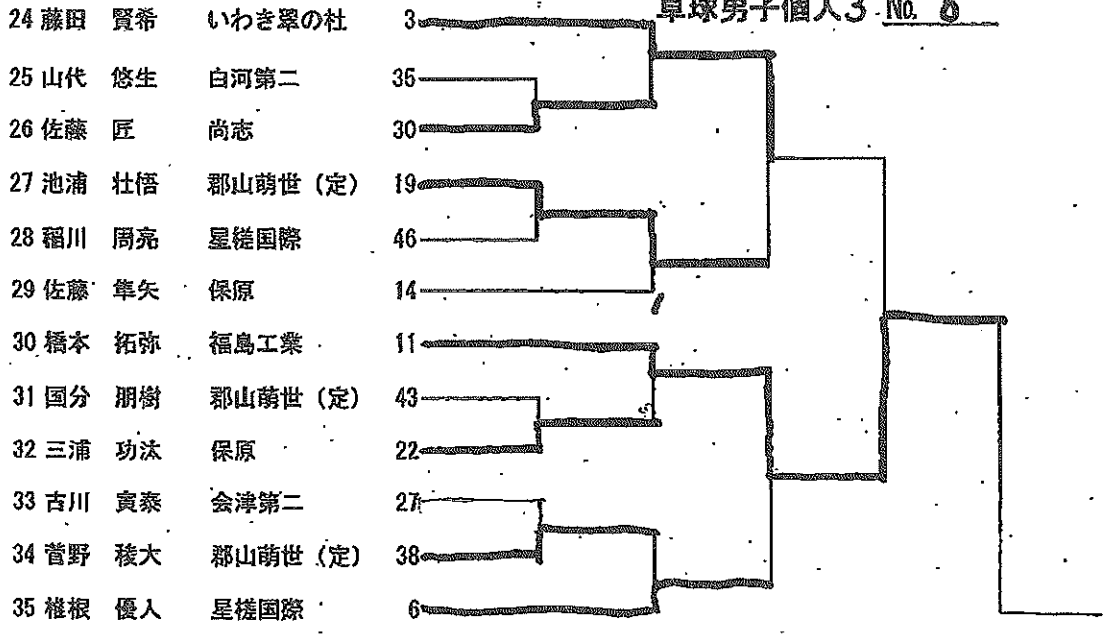 卓球男子個人3 No. 8
24 藤田 賢希 いわき翠の杜 3
25 山代 悠生 白河第二 35
26 佐藤 匠 尚志 30
27 池浦 壮悟 郡山萌世（定） 19
28 稲川 周亮 星槎国際 46
29 佐藤 隼矢 保原 14
30 橋本 拓弥 福島工業 11
31 国分 朋樹 郡山萌世（定） 43
32 三浦 功汰 保原 22
33 古川 寅泰 会津第二 27
34 菅野 稜大 郡山萌世（定） 38
35 椎根 優人 星槎国際 6